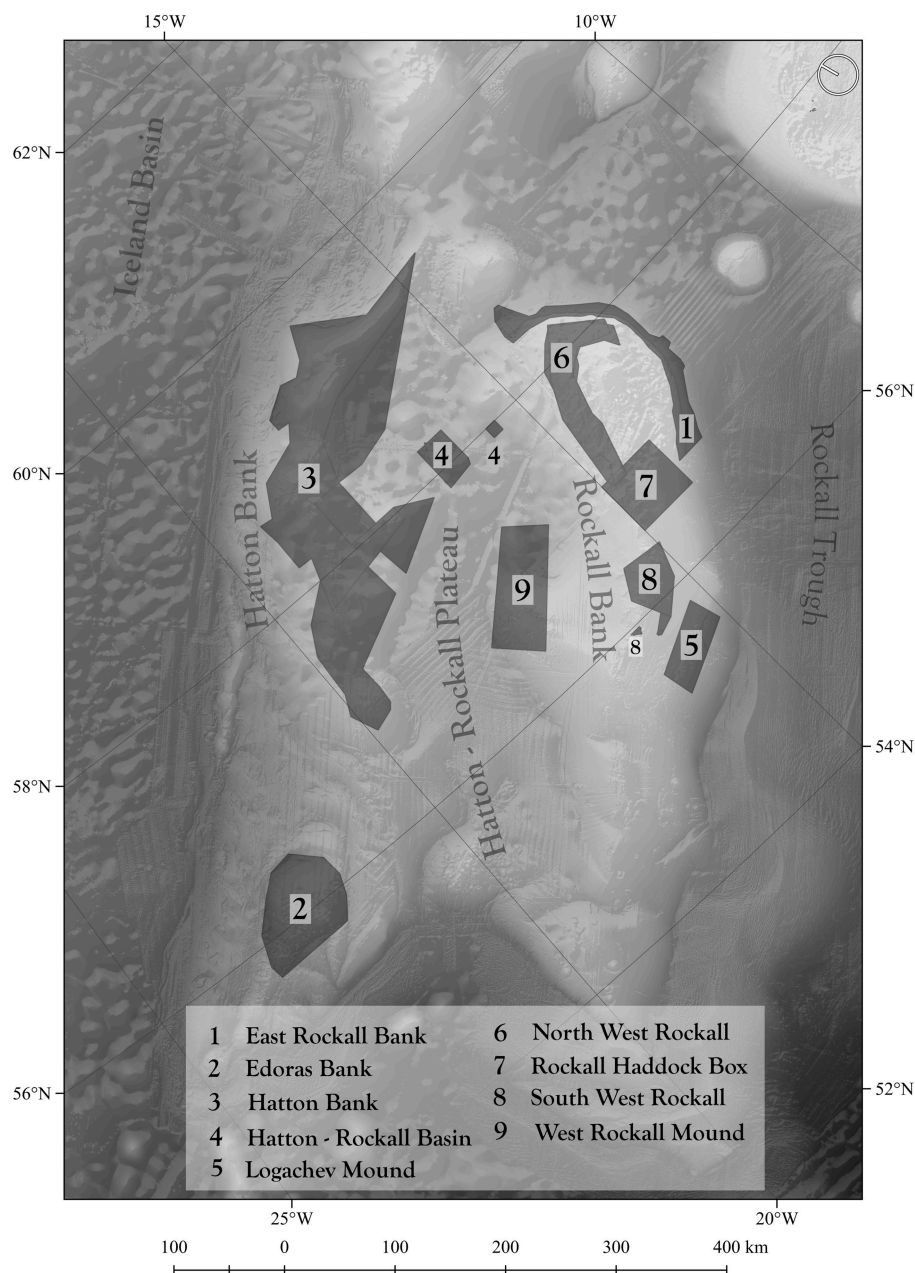 15°W
10°W
62°N
Iceland Basin
6
56°N
1
4
4
3
60°N
7
Hatton Bank
Rockall Bank
Rockall Trough
Hatton - Rockall Plateau
9
8
8
5
54°N
58°N
2
1 East Rockall Bank
2 Edoras Bank
3 Hatton Bank
4 Hatton - Rockall Basin
5 Logachev Mound
6 North West Rockall
7 Rockall Haddock Box
8 South West Rockall
9 West Rockall Mound
56°N
52°N
25°W
20°W
100 0 100 200 300 400 km